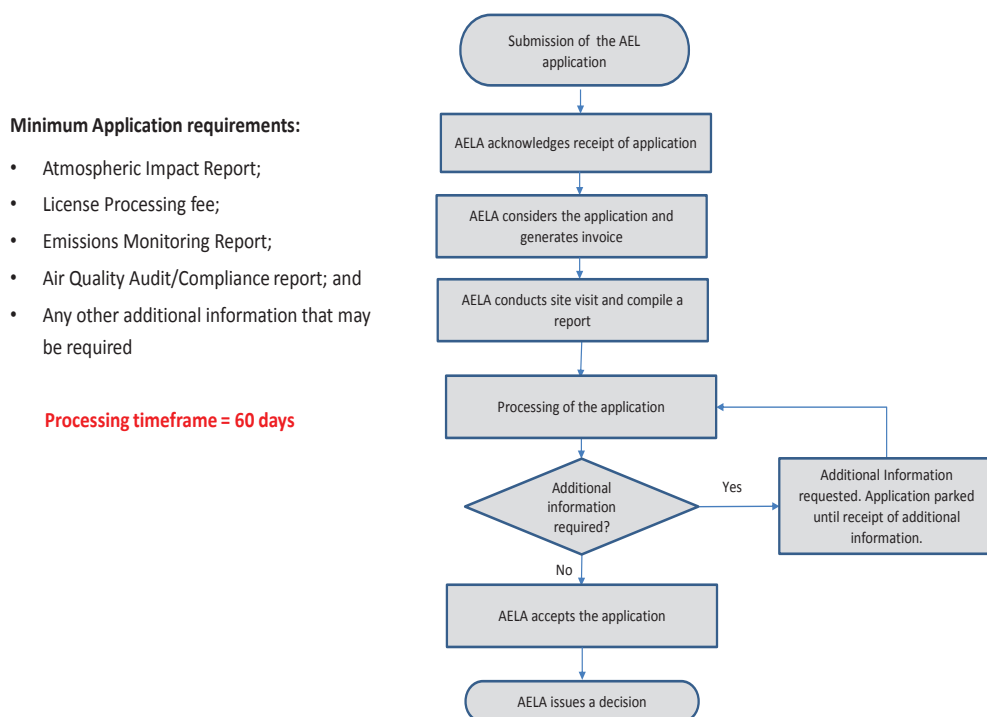 Minimum Application requirements:
• Atmospheric Impact Report;
• License Processing fee;
• Emissions Monitoring Report;
• Air Quality Audit/Compliance report; and
• Any other additional information that may
be required
Processing timeframe = 60 days
Submission of the AEL
application
AELA acknowledges receipt of application
AELA considers the application and
generates invoice
AELA conducts site visit and compile a
report
Processing of the application
Additional
information
required?
Yes
Additional Information
requested. Application parked
until receipt of additional
information.
No
AELA accepts the application
AELA issues a decision